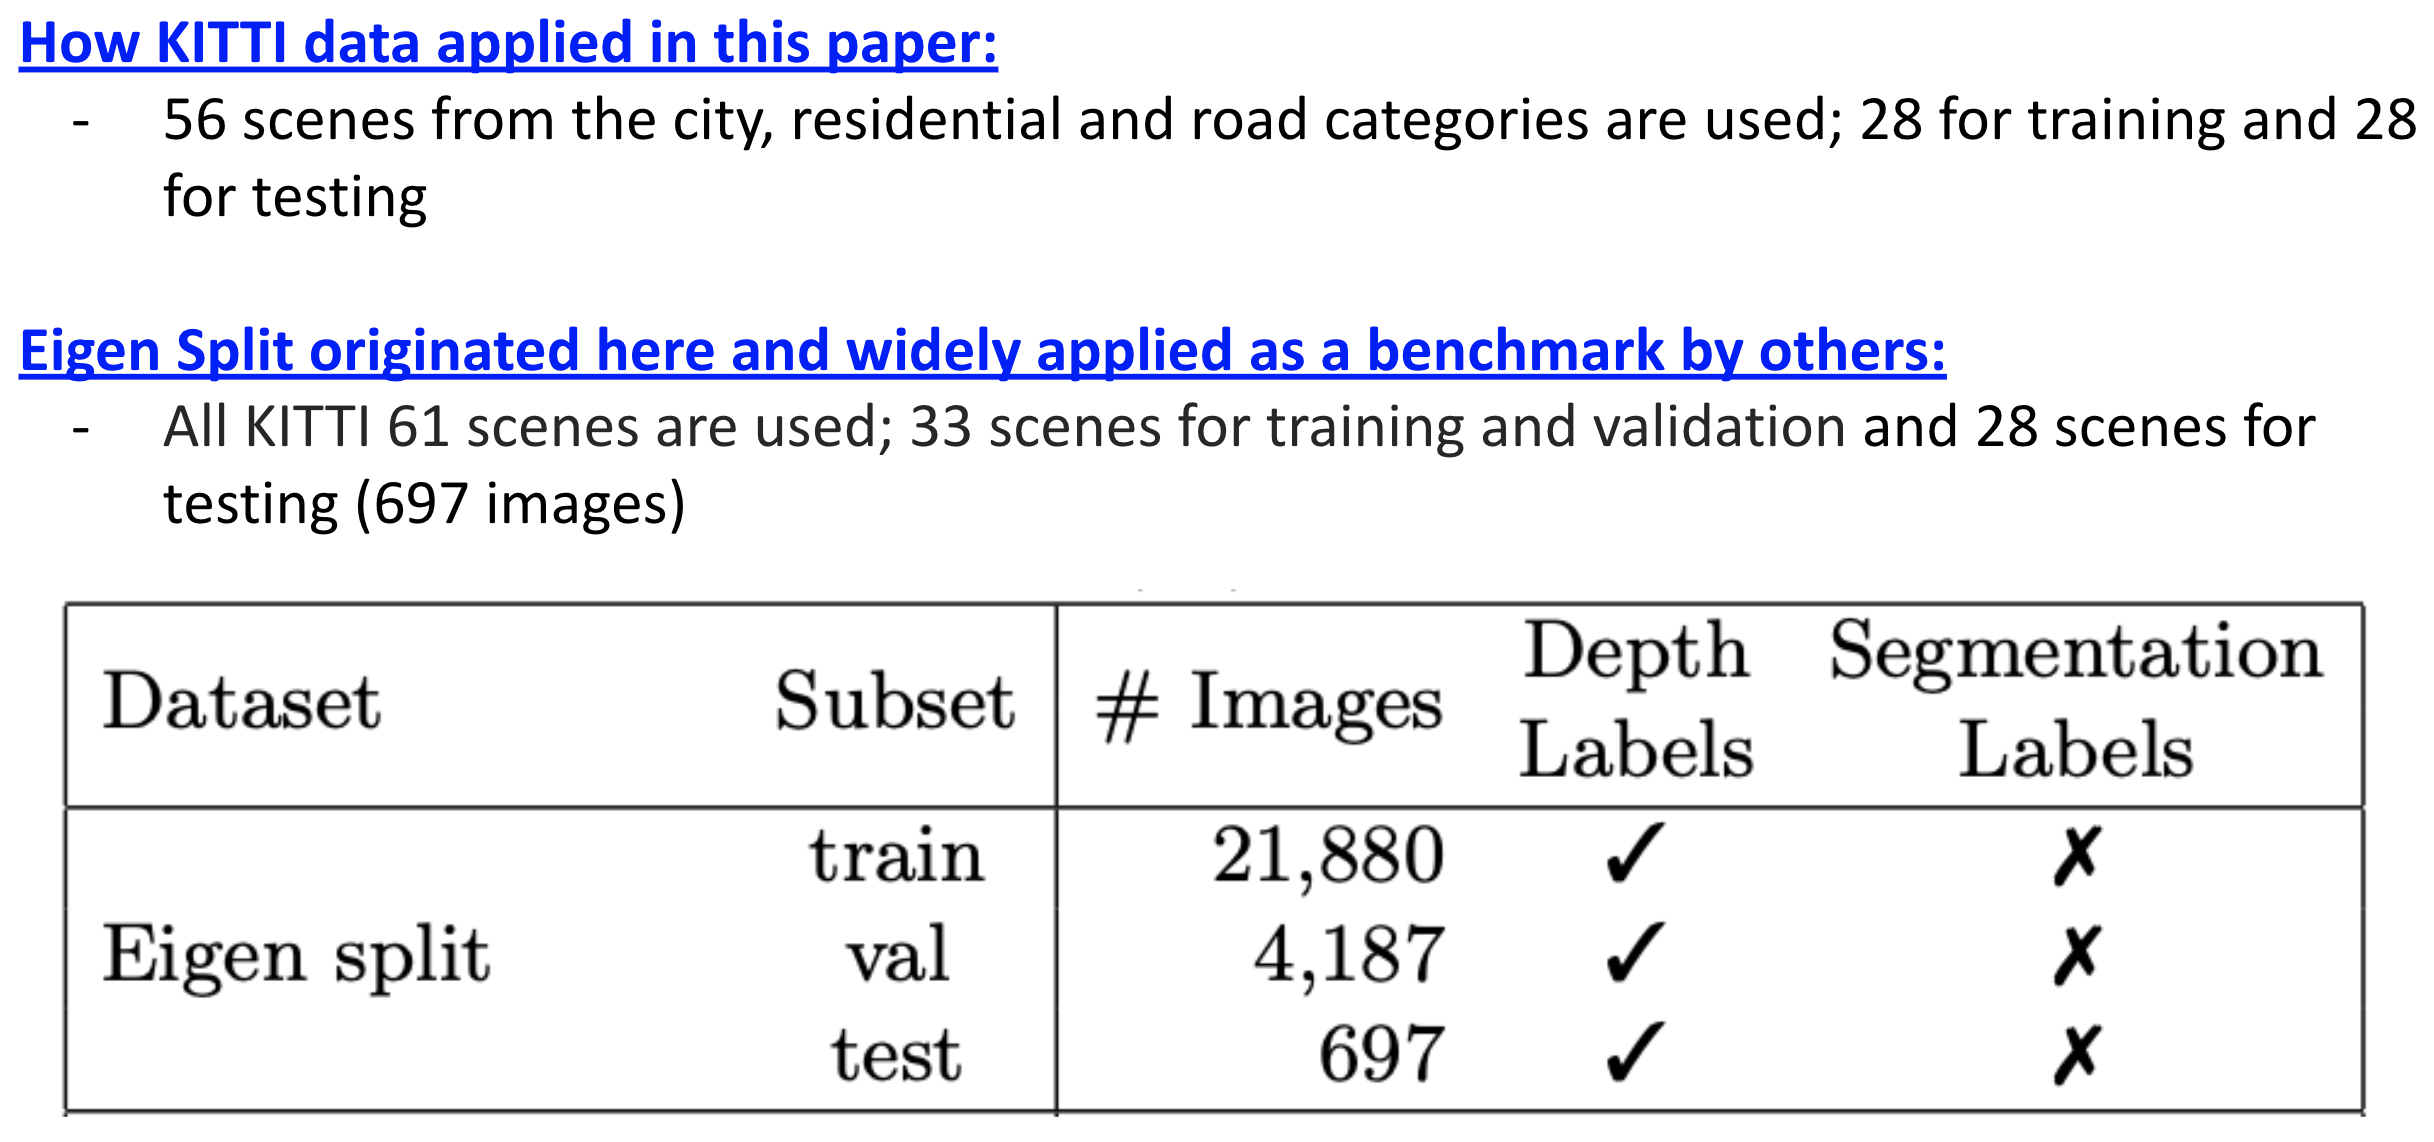 How KITTI data applied in this paper:
- 56 scenes from the city, residential and road categories are used; 28 for training and 28
for testing
Eigen Split originated here and widely applied as a benchmark by others:
- All KITTI 61 scenes are used; 33 scenes for training and validation and 28 scenes for
testing (697 images)
Dataset Subset # Images Depth Labels Segmentation Labels
train 21,880 ✓ ✗
Eigen split val 4,187 ✓ ✗
test 697 ✓ ✗